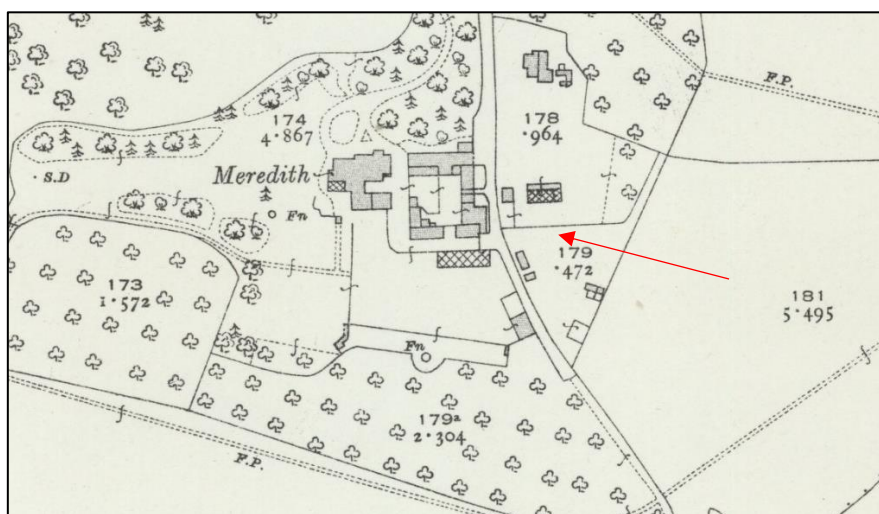 F.P.
174
4·867
178
·964
Meredith
S.D
Fn
179
·472
173
1·572
181
5·495
Fn
179ª
2·304
F.P.